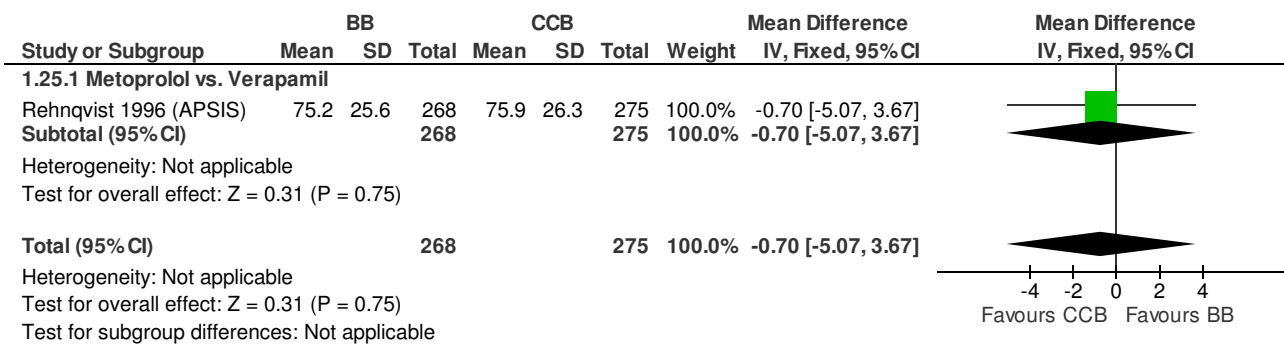 BB CCB Mean Difference Mean Difference
Study or Subgroup Mean SD Total Mean SD Total Weight IV, Fixed, 95% CI IV, Fixed, 95% CI
1.25.1 Metoprolol vs. Verapamil
Rehnqvist 1996 (APSIS) 75.2 25.6 268 75.9 26.3 275 100.0% -0.70 [-5.07, 3.67]
Subtotal (95% CI) 268 275 100.0% -0.70 [-5.07, 3.67]
Heterogeneity: Not applicable
Test for overall effect: Z = 0.31 (P = 0.75)
Total (95% CI) 268 275 100.0% -0.70 [-5.07, 3.67]
Heterogeneity: Not applicable
Test for overall effect: Z = 0.31 (P = 0.75)
Test for subgroup differences: Not applicable
-4 -2 0 2 4
Favours CCB Favours BB